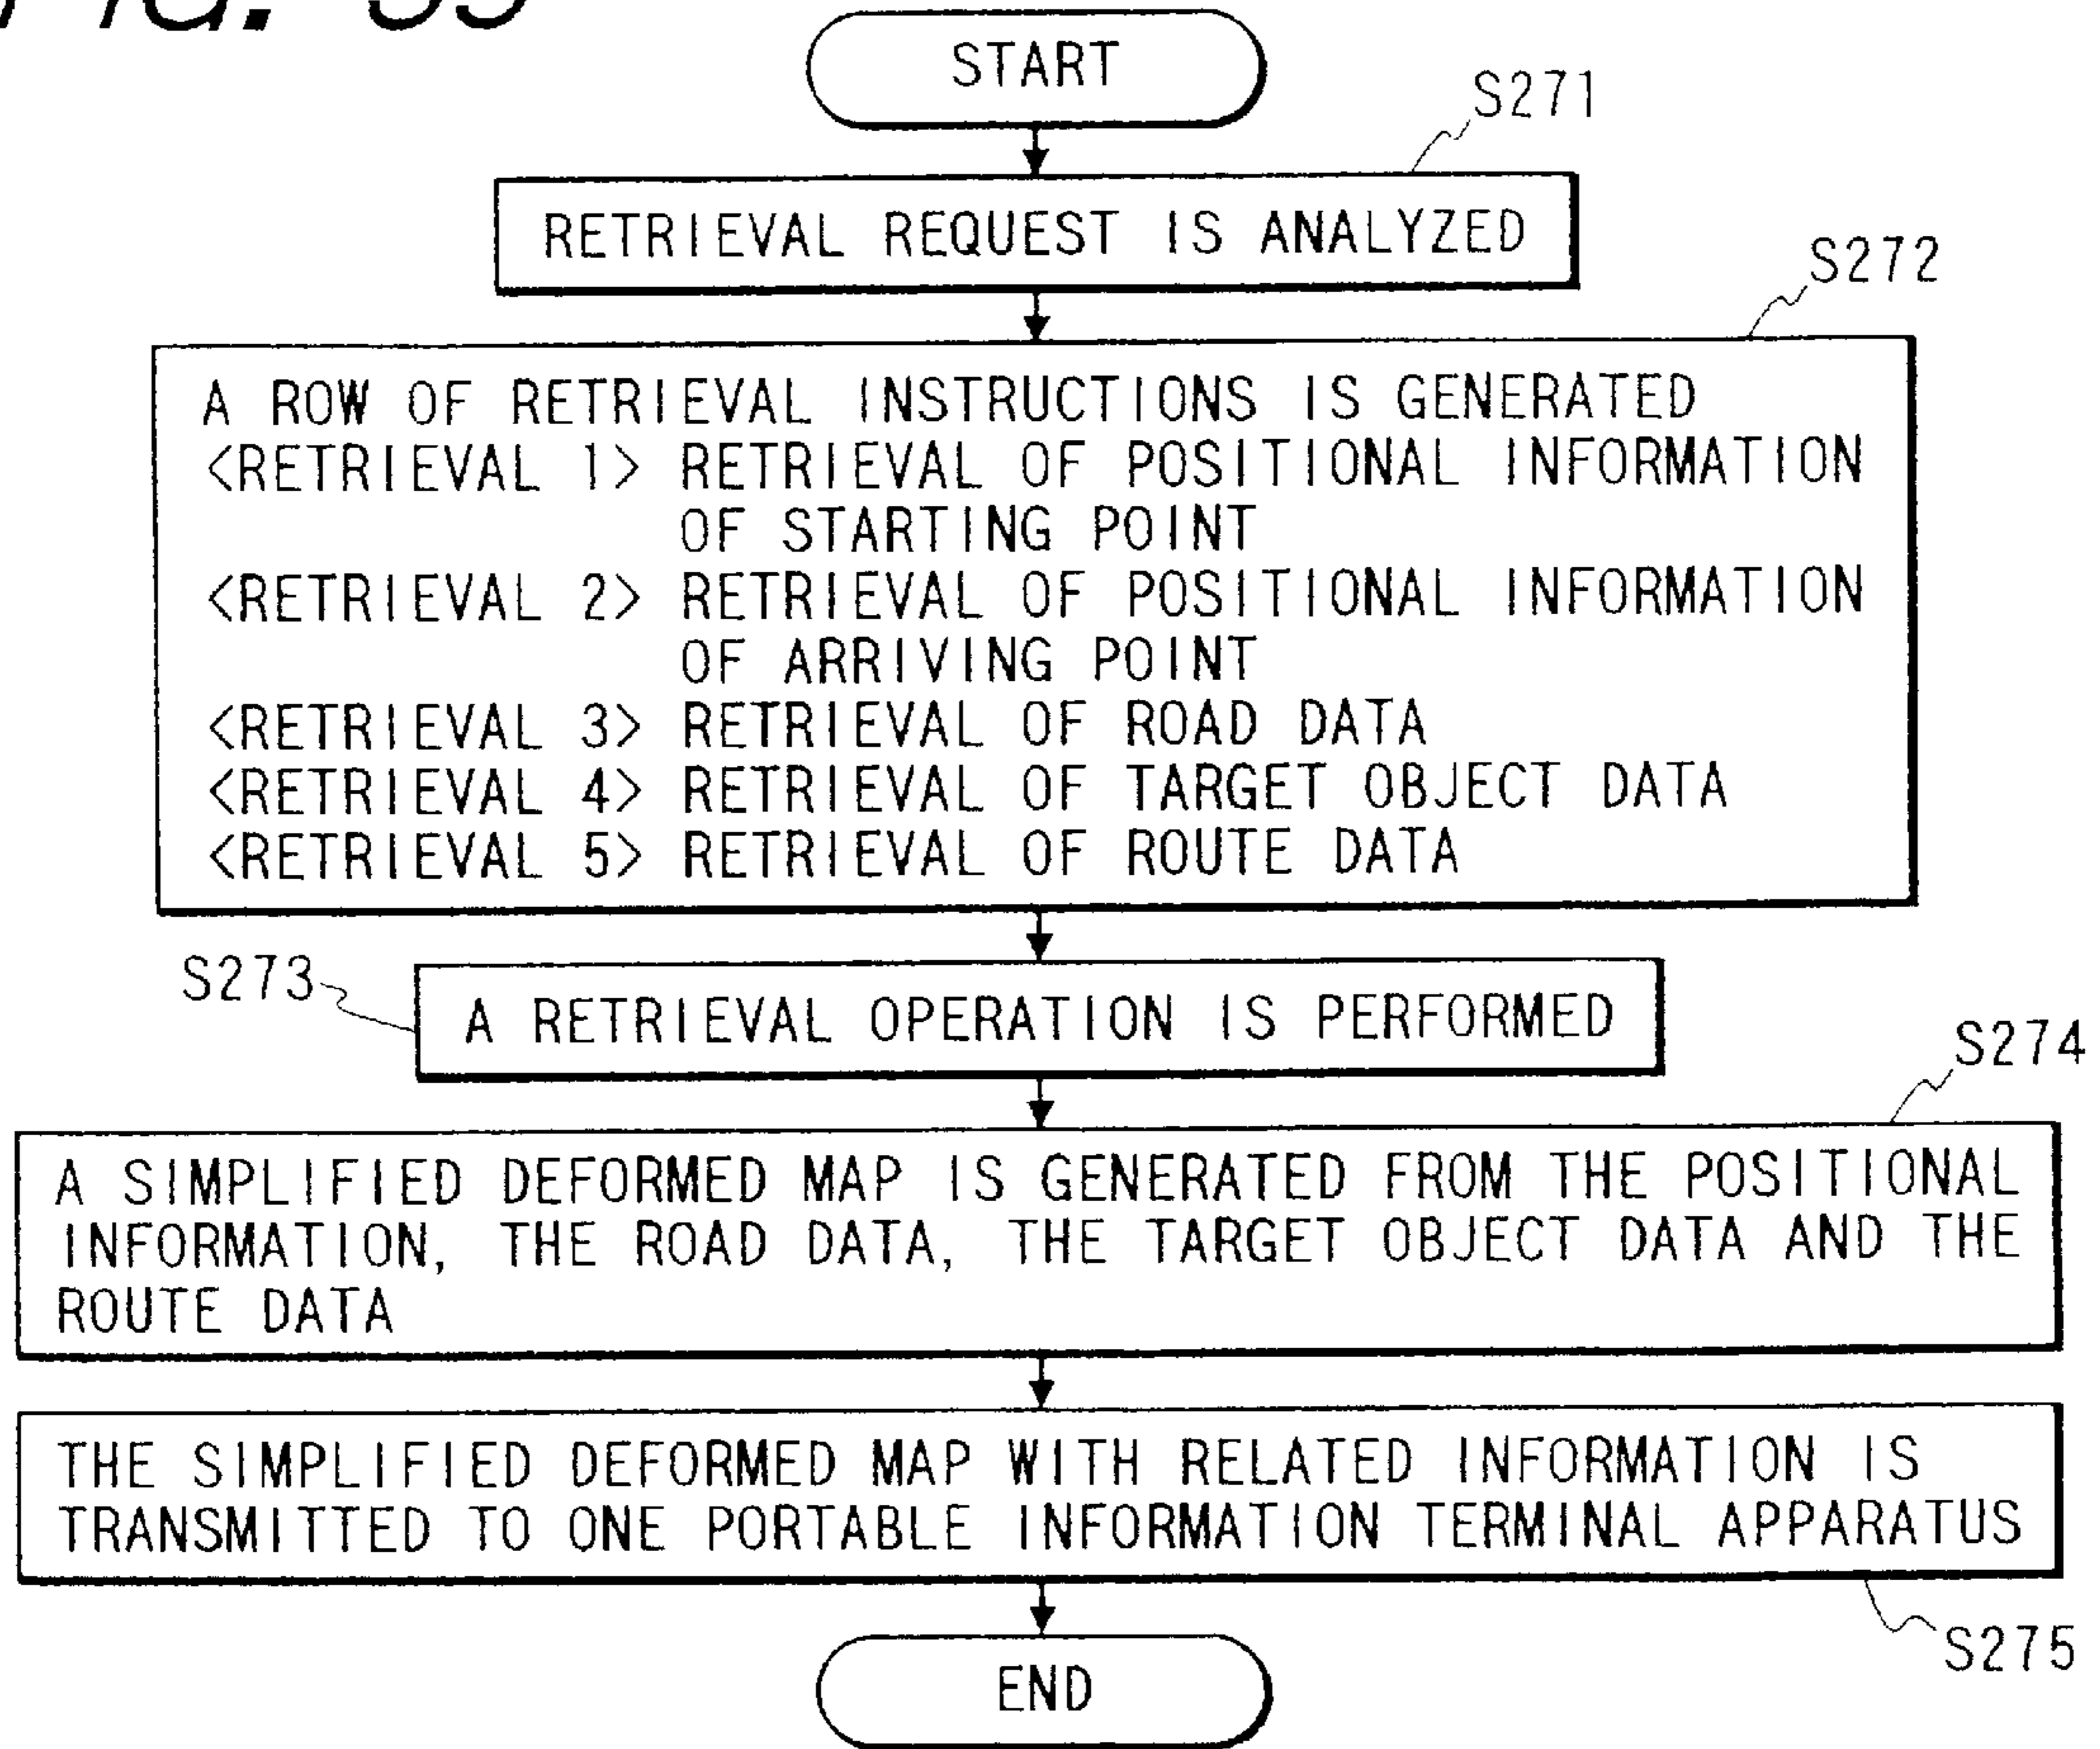 START
S271
RETRIEVAL REQUEST IS ANALYZED
S272
A ROW OF RETRIEVAL INSTRUCTIONS IS GENERATED
<RETRIEVAL 1> RETRIEVAL OF POSITIONAL INFORMATION
OF STARTING POINT
<RETRIEVAL 2> RETRIEVAL OF POSITIONAL INFORMATION
OF ARRIVING POINT
<RETRIEVAL 3> RETRIEVAL OF ROAD DATA
<RETRIEVAL 4> RETRIEVAL OF TARGET OBJECT DATA
<RETRIEVAL 5> RETRIEVAL OF ROUTE DATA
S273
A RETRIEVAL OPERATION IS PERFORMED
S274
A SIMPLIFIED DEFORMED MAP IS GENERATED FROM THE POSITIONAL
INFORMATION, THE ROAD DATA, THE TARGET OBJECT DATA AND THE
ROUTE DATA
THE SIMPLIFIED DEFORMED MAP WITH RELATED INFORMATION IS
TRANSMITTED TO ONE PORTABLE INFORMATION TERMINAL APPARATUS
S275
END